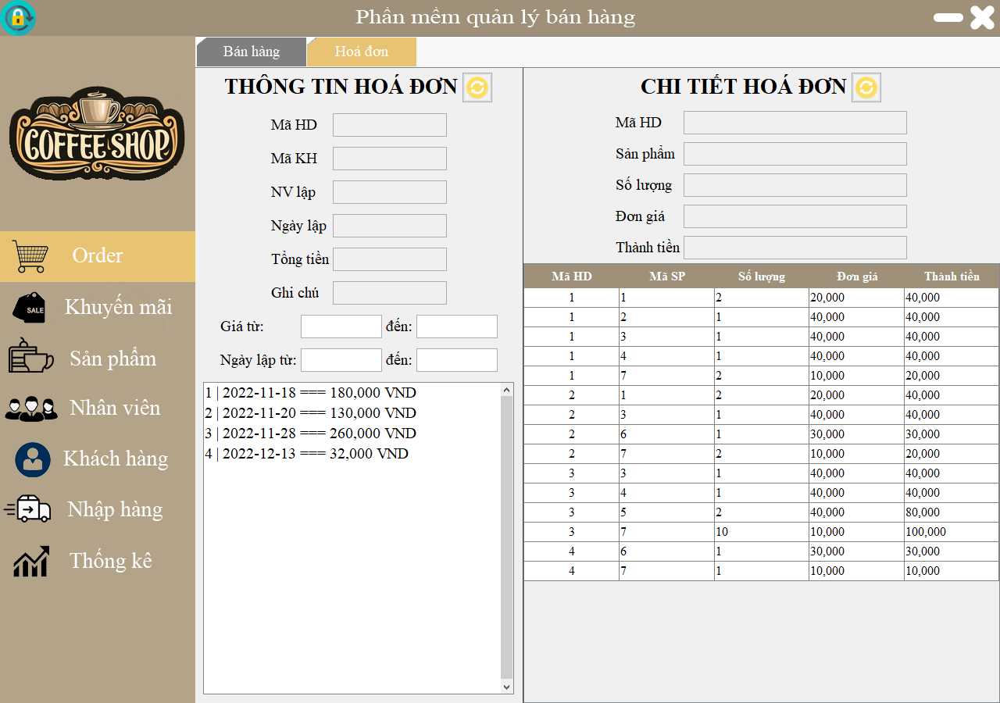 Phần mềm quản lý bán hàng
COFFEE SHOP
Order
SALE
Khuyến mãi
Sản phẩm
Nhân viên
Khách hàng
Nhập hàng
Thống kê
Bán hàng
Hoá đơn
THÔNG TIN HOÁ ĐƠN
Mã HD
Mã KH
NV lập
Ngày lập
Tổng tiền
Ghi chú
Giá từ: đến:
Ngày lập từ: đến:
1 | 2022-11-18 === 180,000 VND
2 | 2022-11-20 === 130,000 VND
3 | 2022-11-28 === 260,000 VND
4 | 2022-12-13 === 32,000 VND
CHI TIẾT HOÁ ĐƠN
Mã HD
Sản phẩm
Số lượng
Đơn giá
Thành tiền
Mã HD Mã SP Số lượng Đơn giá Thành tiền
1 1 2 20,000 40,000
1 2 1 40,000 40,000
1 3 1 40,000 40,000
1 4 1 40,000 40,000
1 7 2 10,000 20,000
2 1 2 20,000 40,000
2 3 1 40,000 40,000
2 6 1 30,000 30,000
2 7 2 10,000 20,000
3 3 1 40,000 40,000
3 4 1 40,000 40,000
3 5 2 40,000 80,000
3 7 10 10,000 100,000
4 6 1 30,000 30,000
4 7 1 10,000 10,000